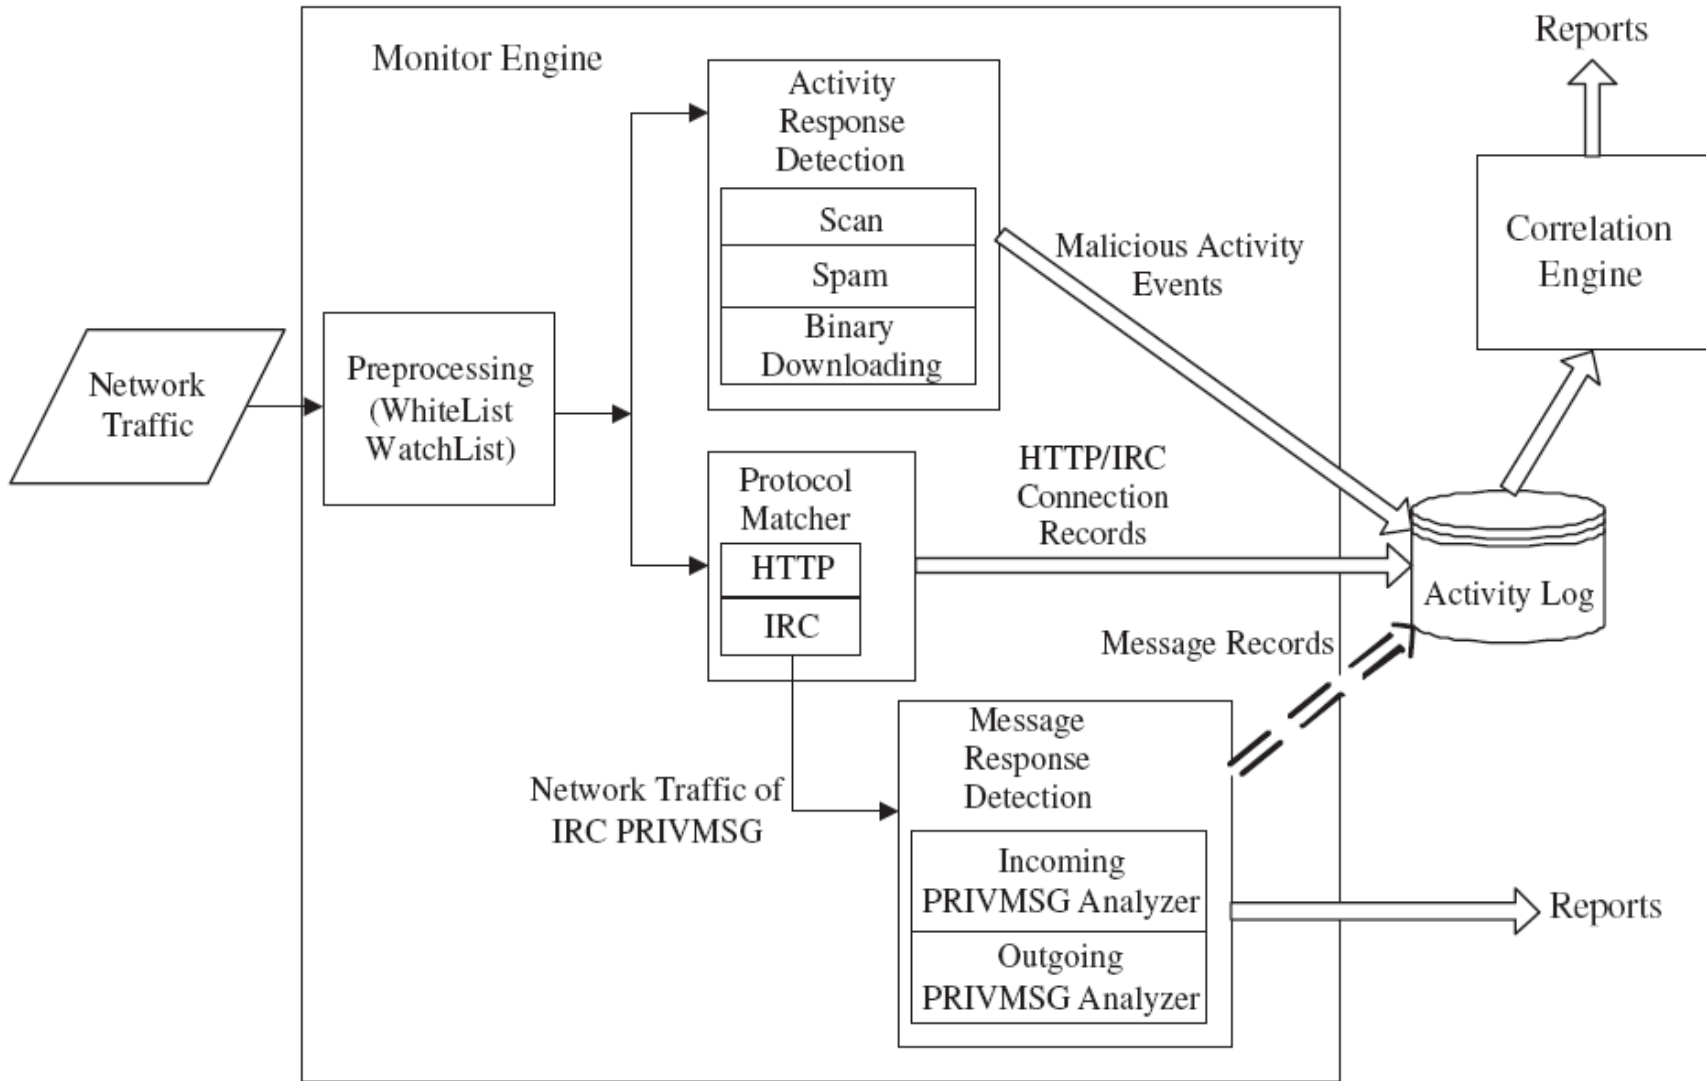 Monitor Engine
Network
Traffic
Preprocessing
(WhiteList
WatchList)
Activity
Response
Detection
Scan
Spam
Binary
Downloading
Malicious Activity
Events
Protocol
Matcher
HTTP
IRC
HTTP/IRC
Connection
Records
Network Traffic of
IRC PRIVMSG
Message
Response
Detection
Incoming
PRIVMSG Analyzer
Outgoing
PRIVMSG Analyzer
Message Records
Activity Log
Correlation
Engine
Reports
Reports